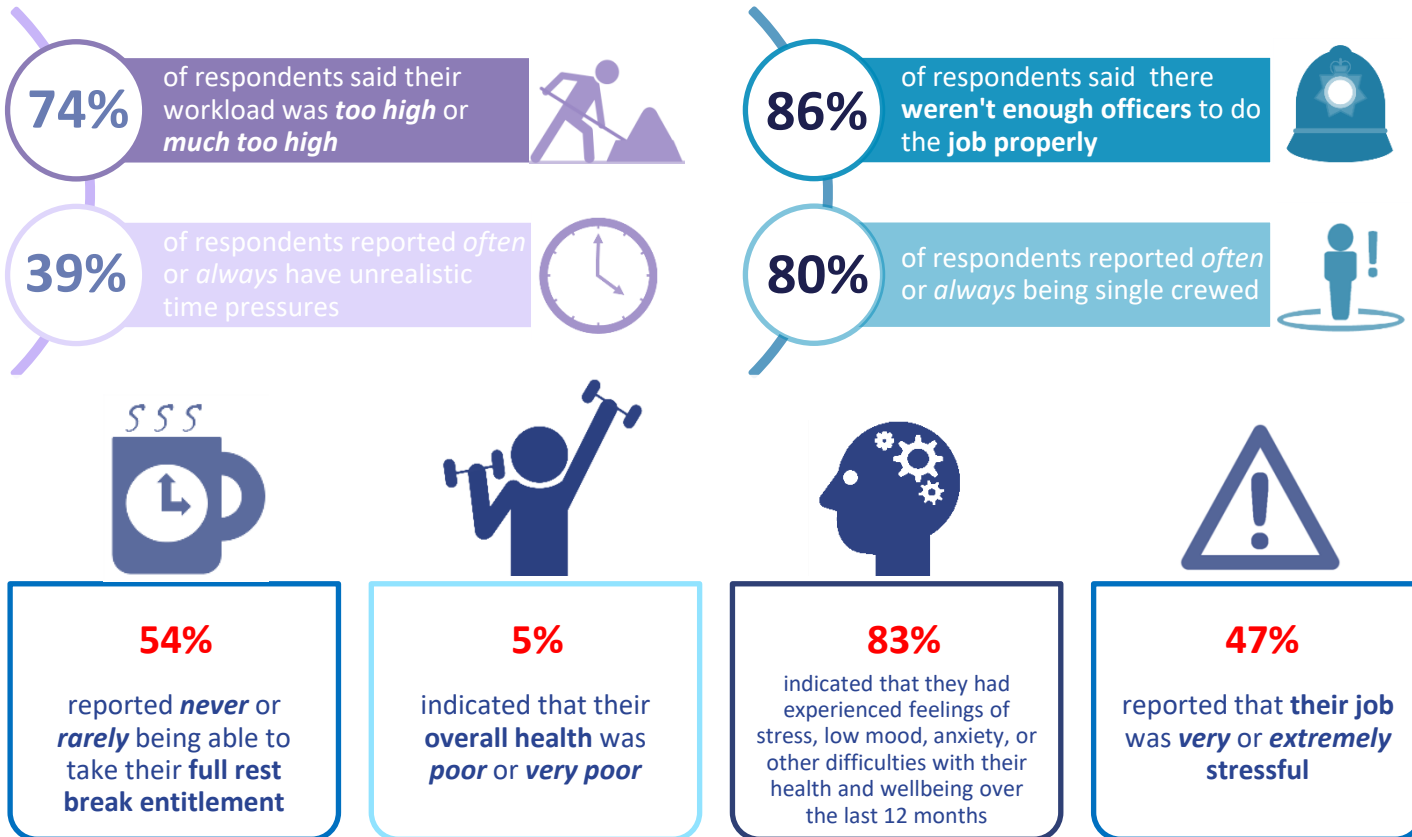 74%
of respondents said their
workload was too high or
much too high
86%
of respondents said there
weren't enough officers to do
the job properly
39%
of respondents reported often
or always have unrealistic
time pressures
80%
of respondents reported often
or always being single crewed
54%
reported never or
rarely being able to
take their full rest
break entitlement
5%
indicated that their
overall health was
poor or very poor
83%
indicated that they had
experienced feelings of
stress, low mood, anxiety, or
other difficulties with their
health and wellbeing over
the last 12 months
47%
reported that their job
was very or extremely
stressful